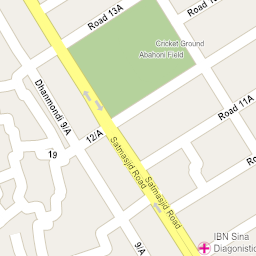 Road 13A
Cricket Ground
Abahoni Field
Dhanmondi 9/A
Road 11A
12/A
19
Satmasjid Road
Satmasjid Road
9/A
IBN Sina
Diagonistic